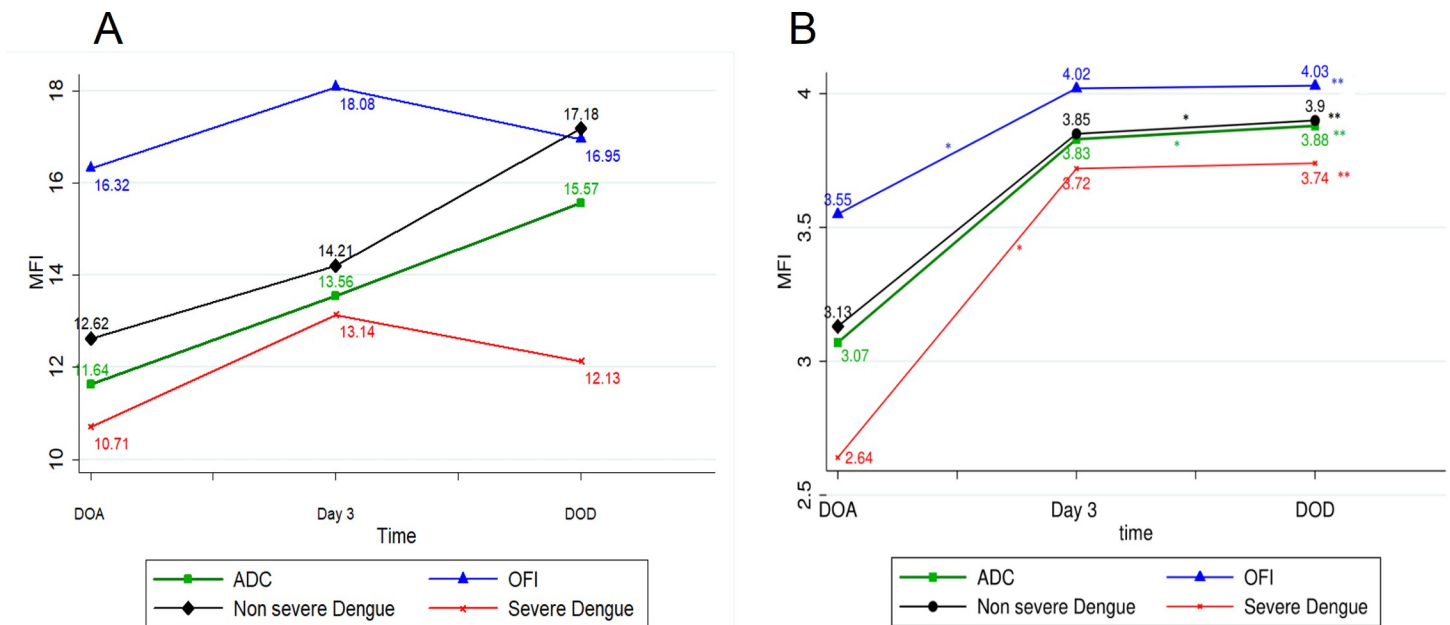 A
B
18
18.08
17.18
16.95
16
16.32
15.57
14
14.21
13.56
13.14
12.62
12
11.64
12.13
10.71
10
MFI
DOA
Day 3
DOD
Time
ADC
OFI
Non severe Dengue
Severe Dengue
4
4.02
4.03 **
3.85
*
3.9 **
3.83
*
3.88 **
*
3.72
3.74 **
3.55
3.5
*
MFI
3.13
3.07
3
2.64
2.5
DOA
Day 3
DOD
time
ADC
OFI
Non severe Dengue
Severe Dengue